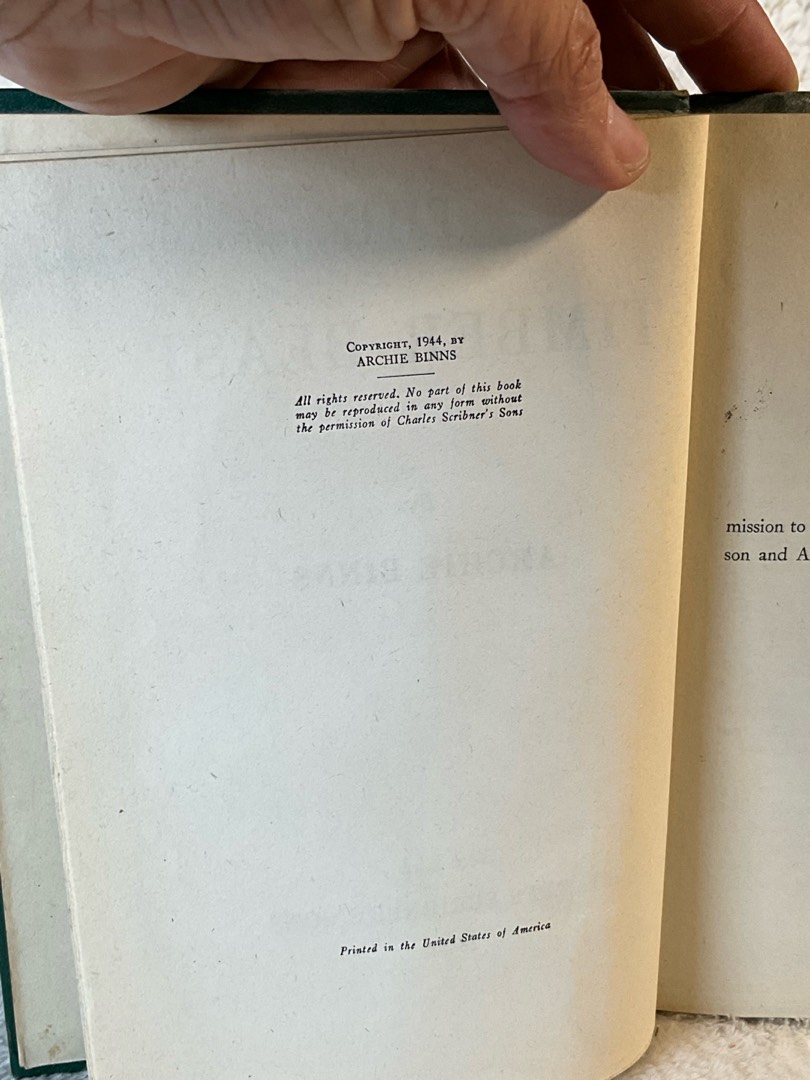 COPYRIGHT, 1944, BY
ARCHIE BINNS
All rights reserved. No part of this book
may be reproduced in any form without
the permission of Charles Scribner's Sons
Printed in the United States of America
mission to
son and A